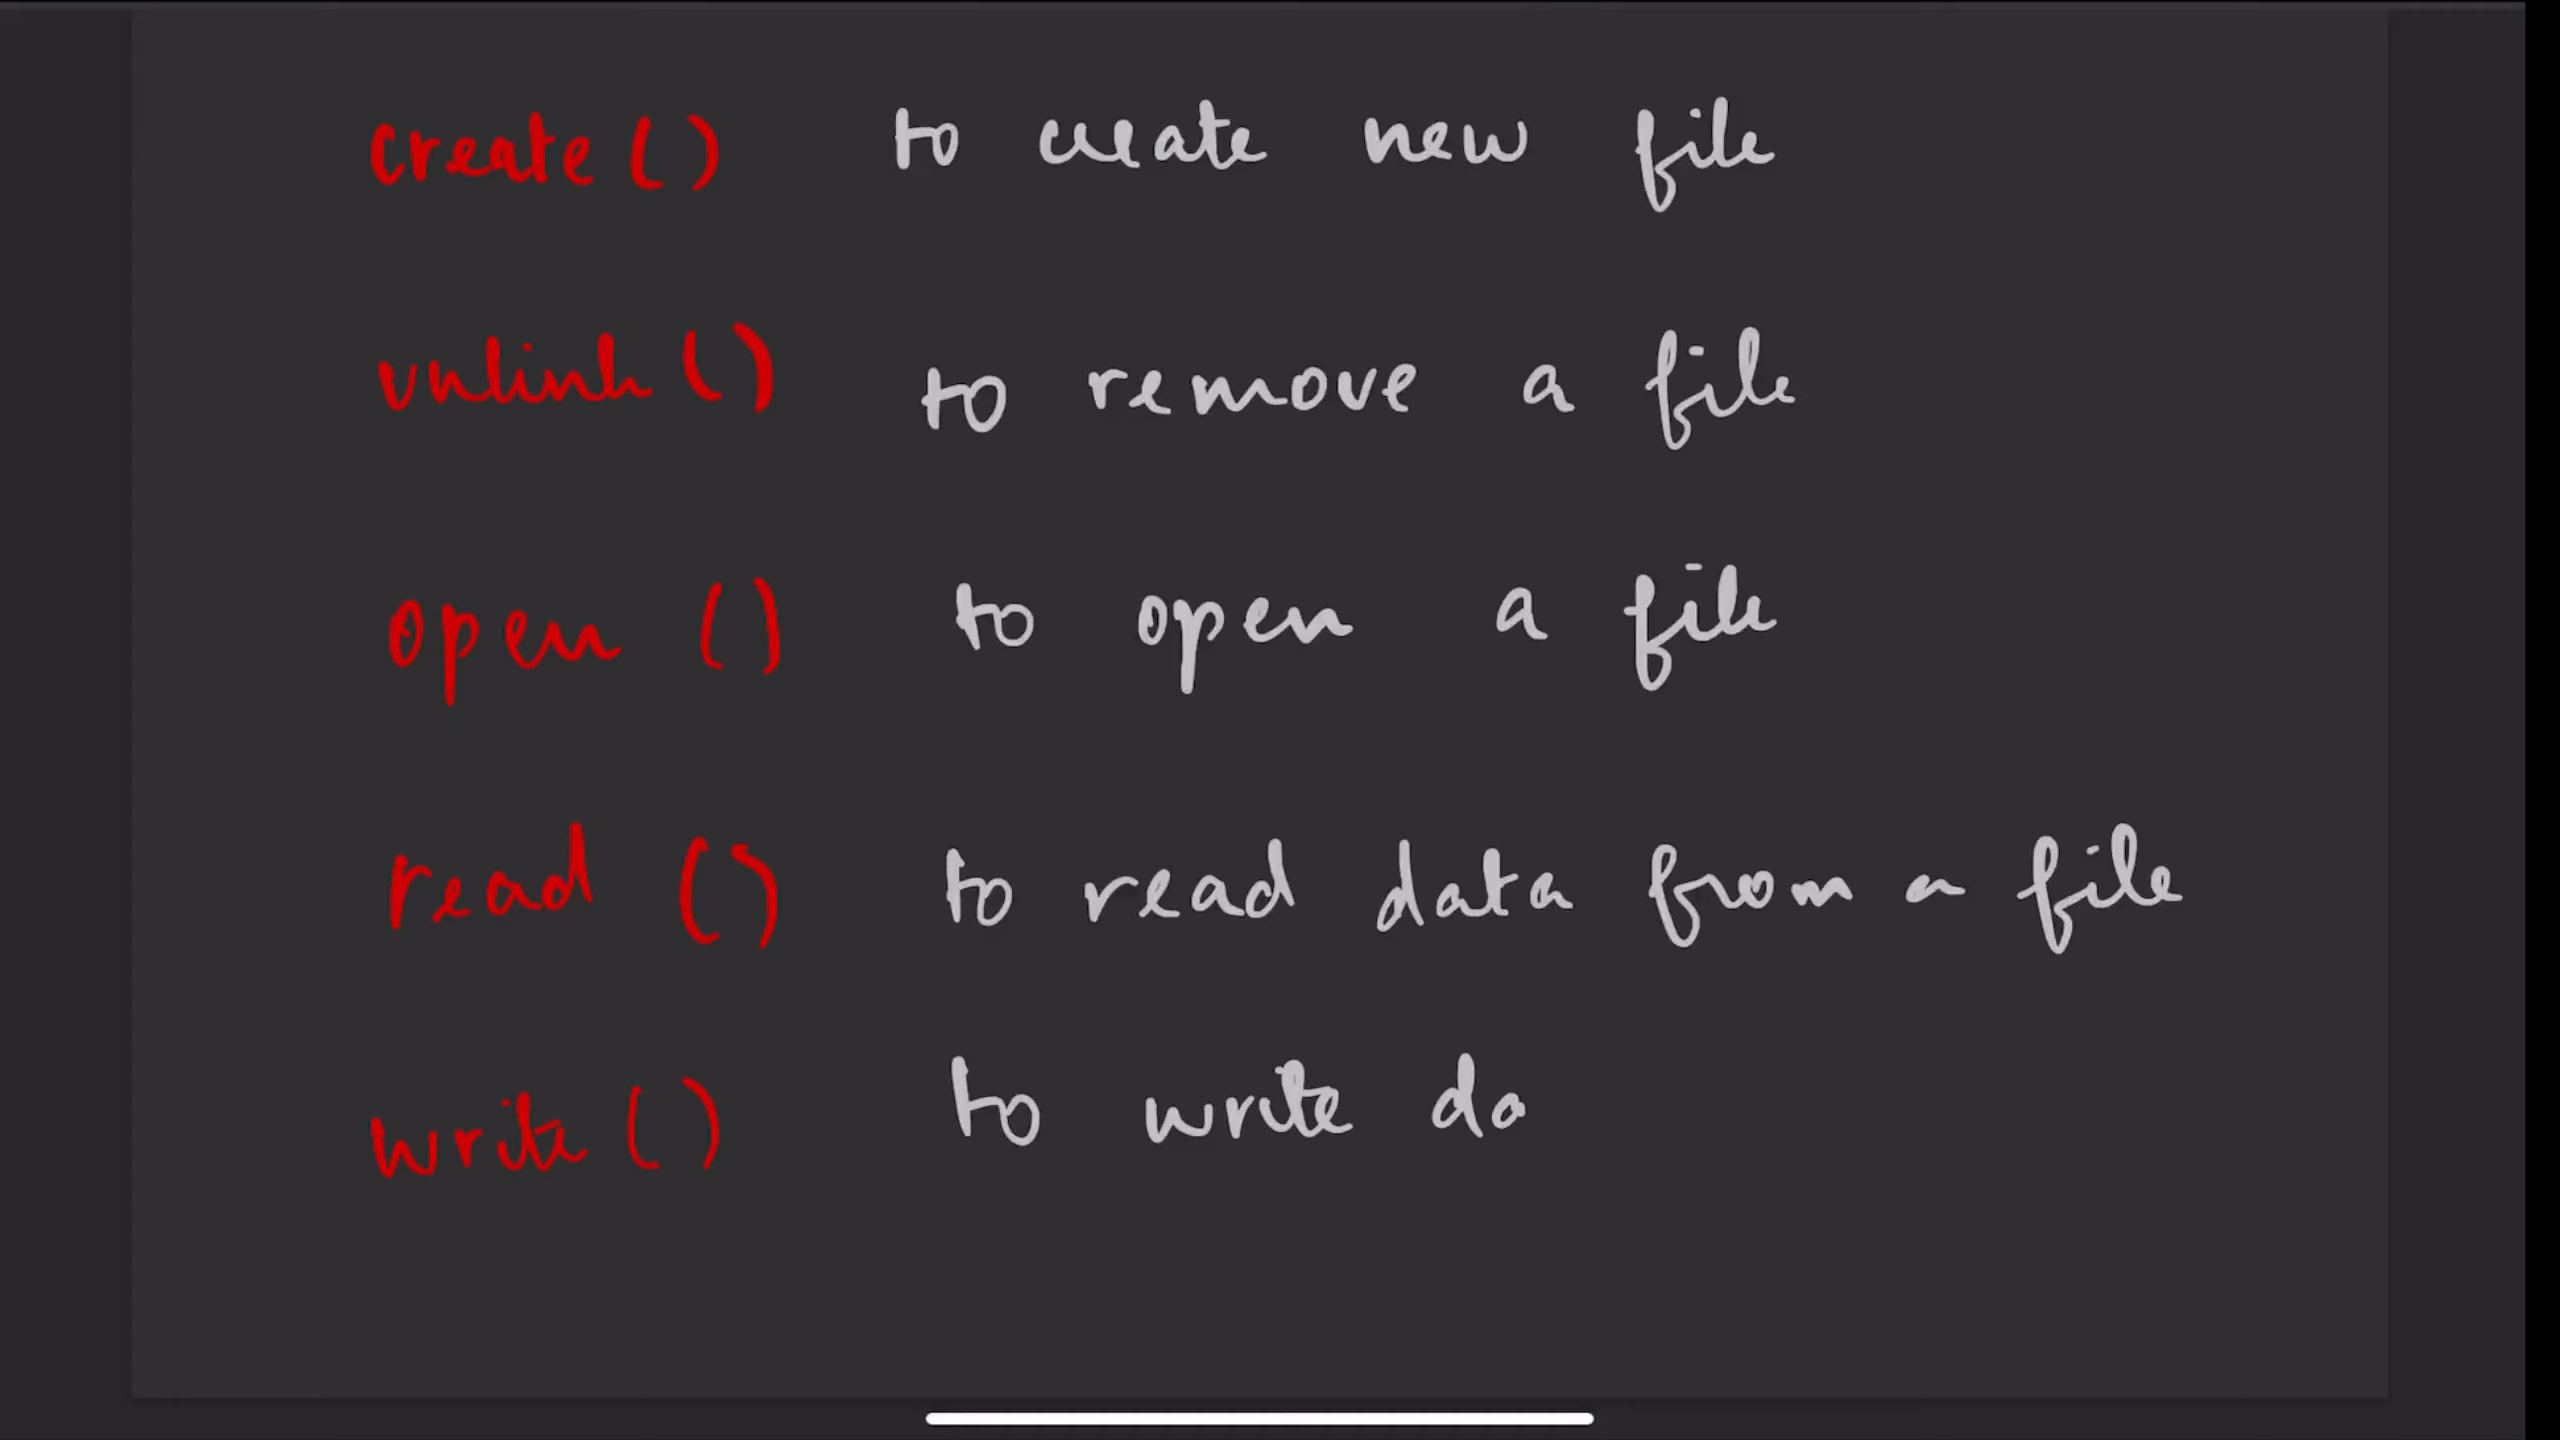 create() to create new file
unlink() to remove a file
open() to open a file
read() to read data from a file
write() to write da